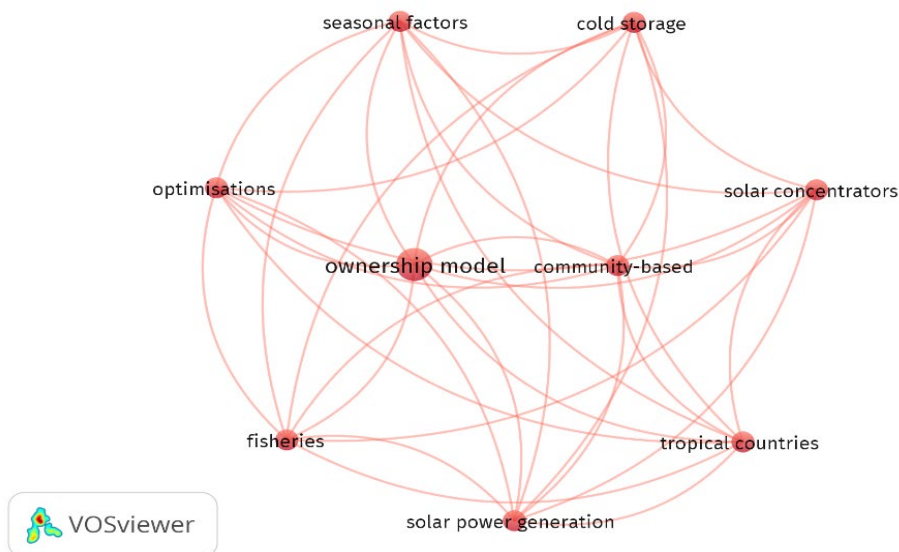 seasonal factors
cold storage
optimisations
solar concentrators
ownership model
community-based
fisheries
tropical countries
solar power generation
VOSviewer